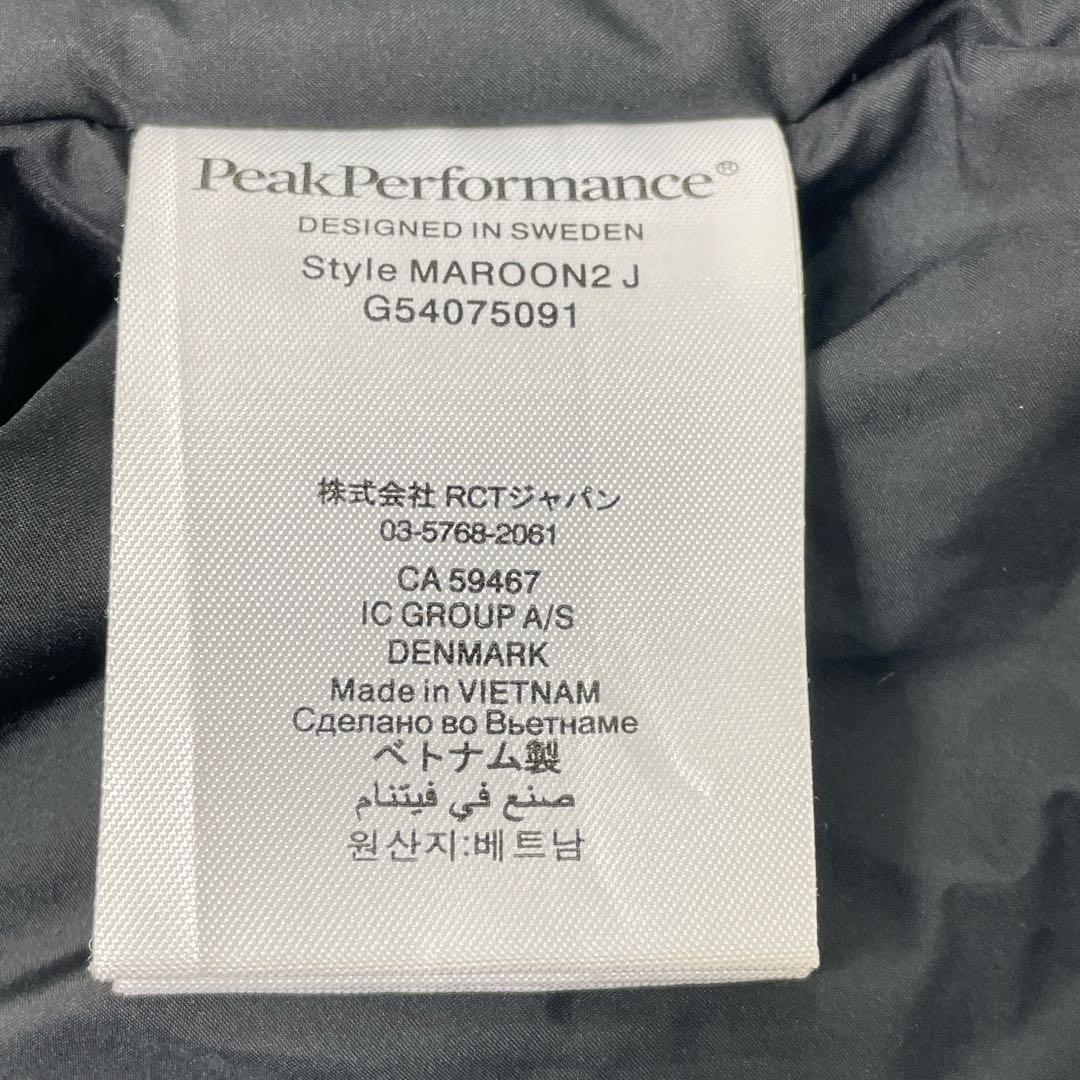 PeakPerformance®
DESIGNED IN SWEDEN
Style MAROON2 J
G54075091
株式会社 RCTジャパン
03-5768-2061
CA 59467
IC GROUP A/S
DENMARK
Made in VIETNAM
Сделано во Вьетнаме
ベトナム製
صنع في فيتنام
원산지:베트남